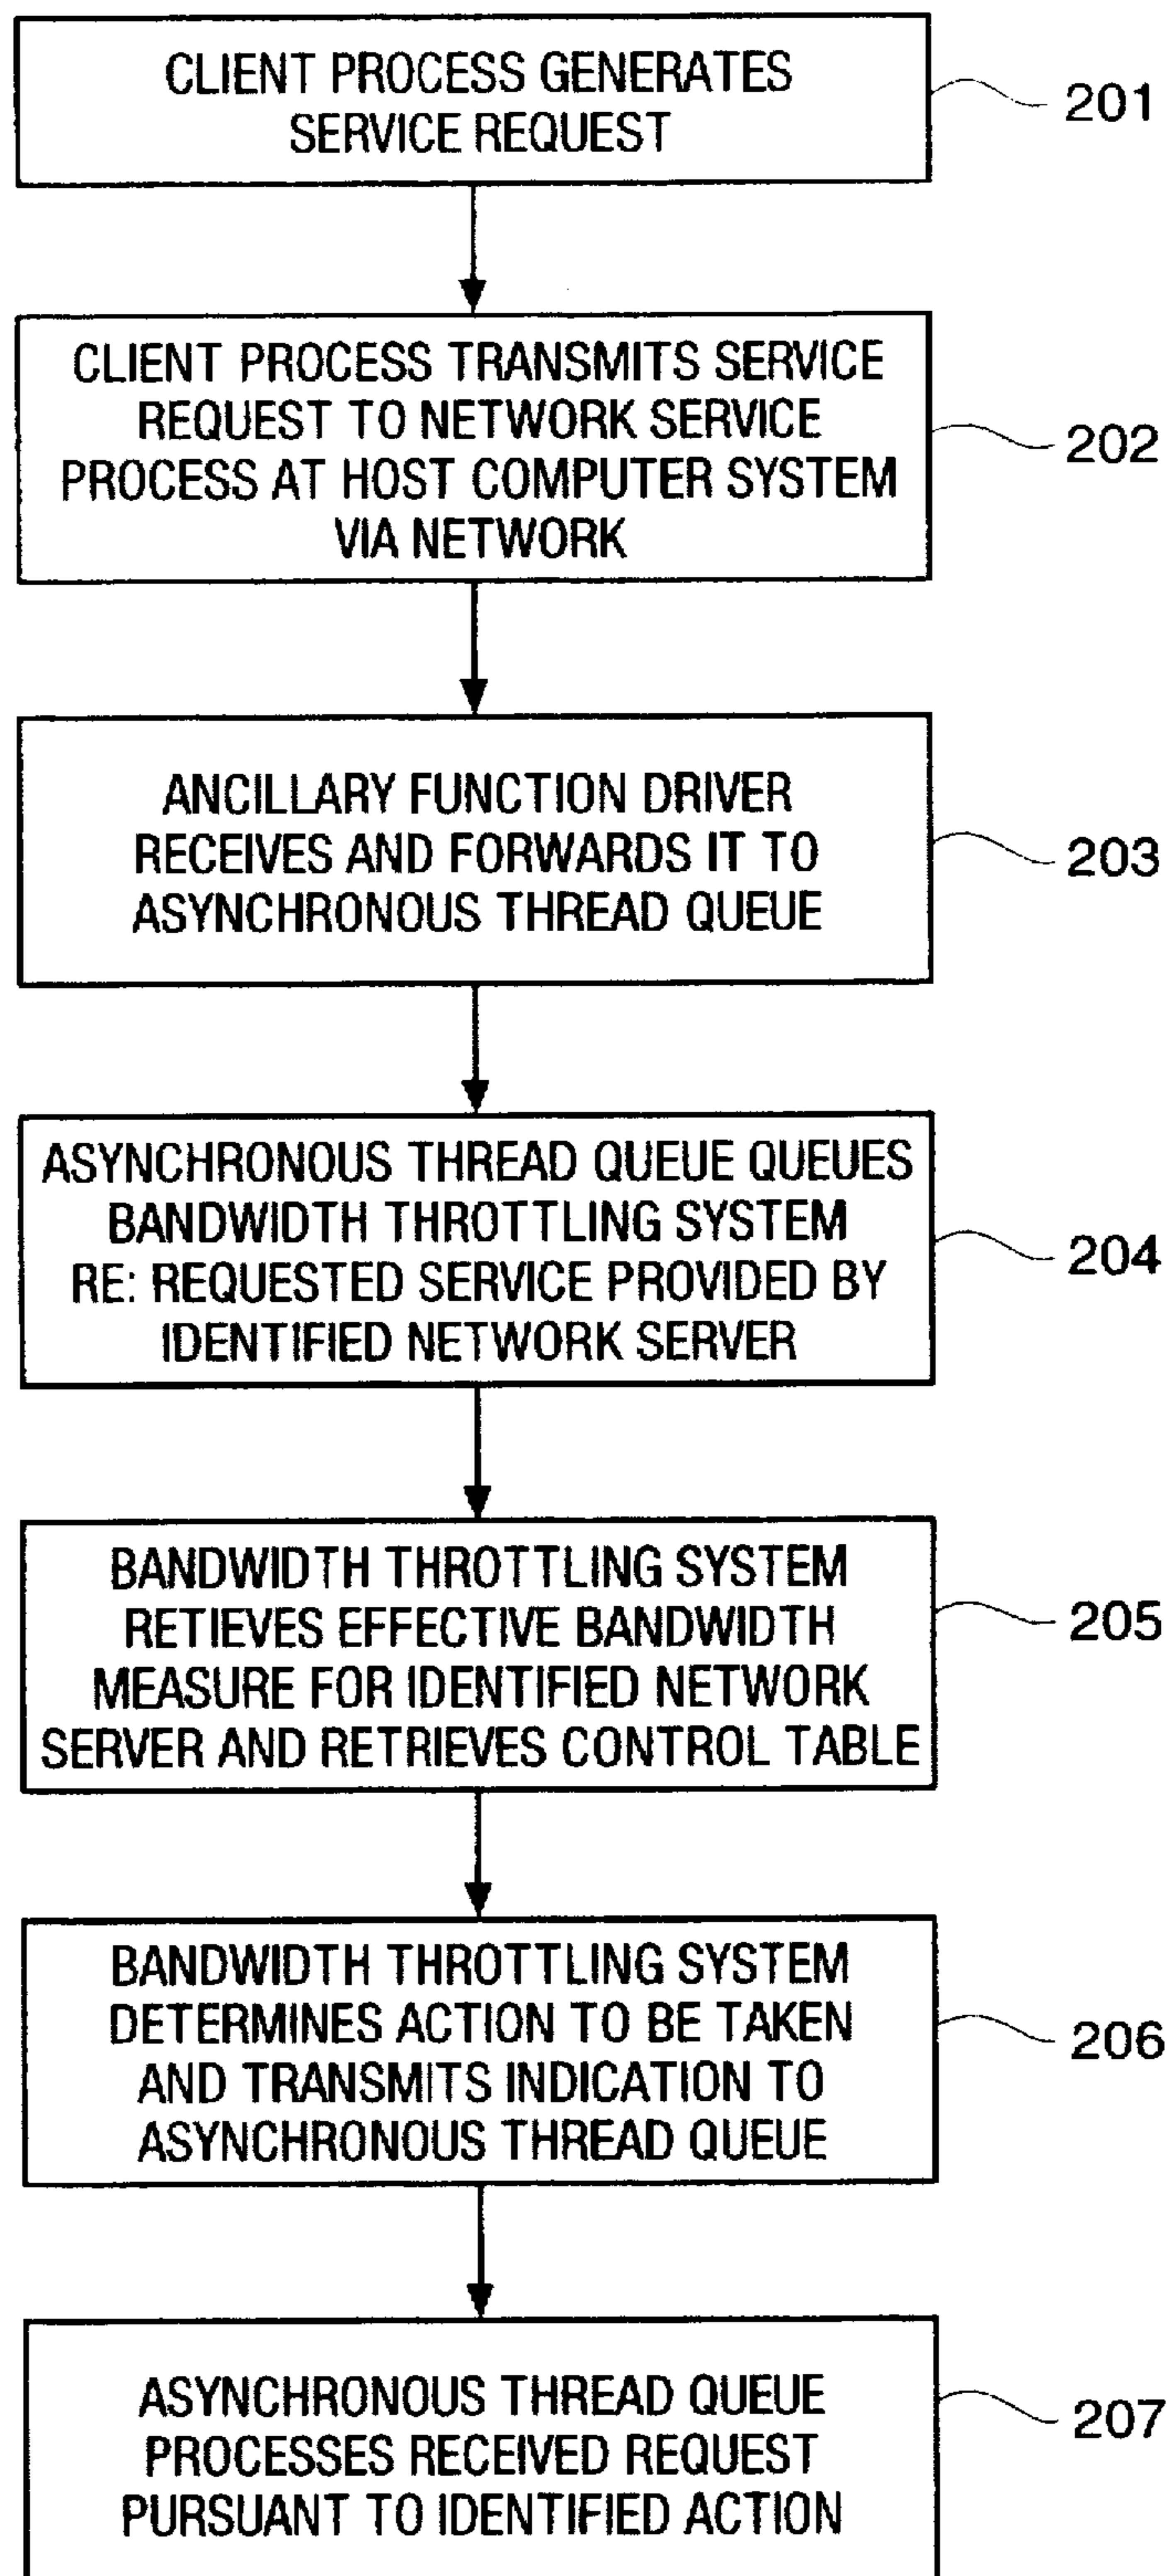 CLIENT PROCESS GENERATES
SERVICE REQUEST
201
CLIENT PROCESS TRANSMITS SERVICE
REQUEST TO NETWORK SERVICE
PROCESS AT HOST COMPUTER SYSTEM
VIA NETWORK
202
ANCILLARY FUNCTION DRIVER
RECEIVES AND FORWARDS IT TO
ASYNCHRONOUS THREAD QUEUE
203
ASYNCHRONOUS THREAD QUEUE QUEUES
BANDWIDTH THROTTLING SYSTEM
RE: REQUESTED SERVICE PROVIDED BY
IDENTIFIED NETWORK SERVER
204
BANDWIDTH THROTTLING SYSTEM
RETIEVES EFFECTIVE BANDWIDTH
MEASURE FOR IDENTIFIED NETWORK
SERVER AND RETRIEVES CONTROL TABLE
205
BANDWIDTH THROTTLING SYSTEM
DETERMINES ACTION TO BE TAKEN
AND TRANSMITS INDICATION TO
ASYNCHRONOUS THREAD QUEUE
206
ASYNCHRONOUS THREAD QUEUE
PROCESSES RECEIVED REQUEST
PURSUANT TO IDENTIFIED ACTION
207